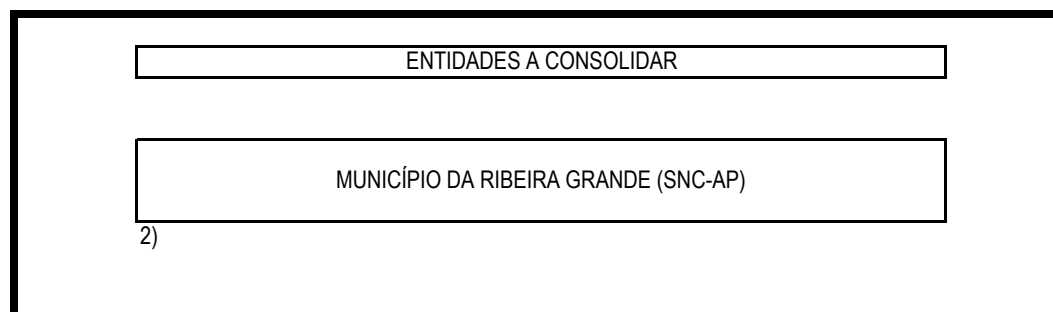 ENTIDADES A CONSOLIDAR
MUNICÍPIO DA RIBEIRA GRANDE (SNC-AP)
2)